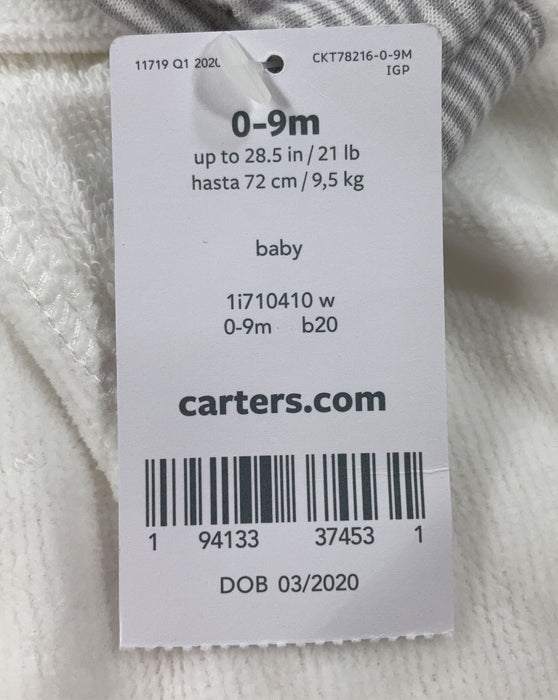 11719 Q1 202
CKT78216-0-9M
IGP
0-9m
up to 28.5 in / 21 lb
hasta 72 cm / 9,5 kg
baby
1i710410 w
0-9m b20
carters.com
1 94133 37453 1
DOB 03/2020